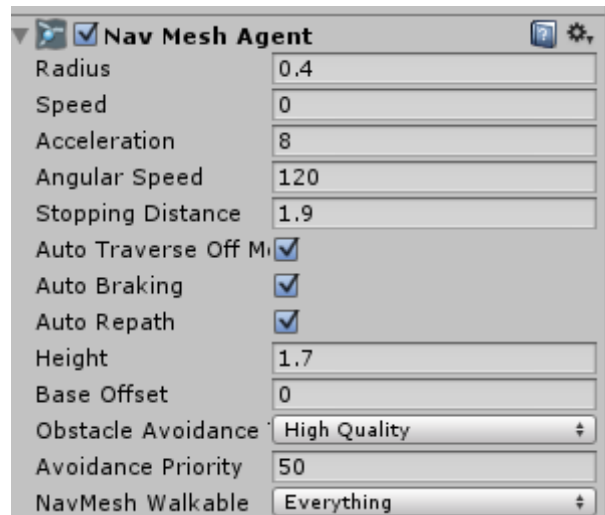 Nav Mesh Agent
Radius 0.4
Speed 0
Acceleration 8
Angular Speed 120
Stopping Distance 1.9
Auto Traverse Off M
Auto Braking
Auto Repath
Height 1.7
Base Offset 0
Obstacle Avoidance High Quality
Avoidance Priority 50
NavMesh Walkable Everything